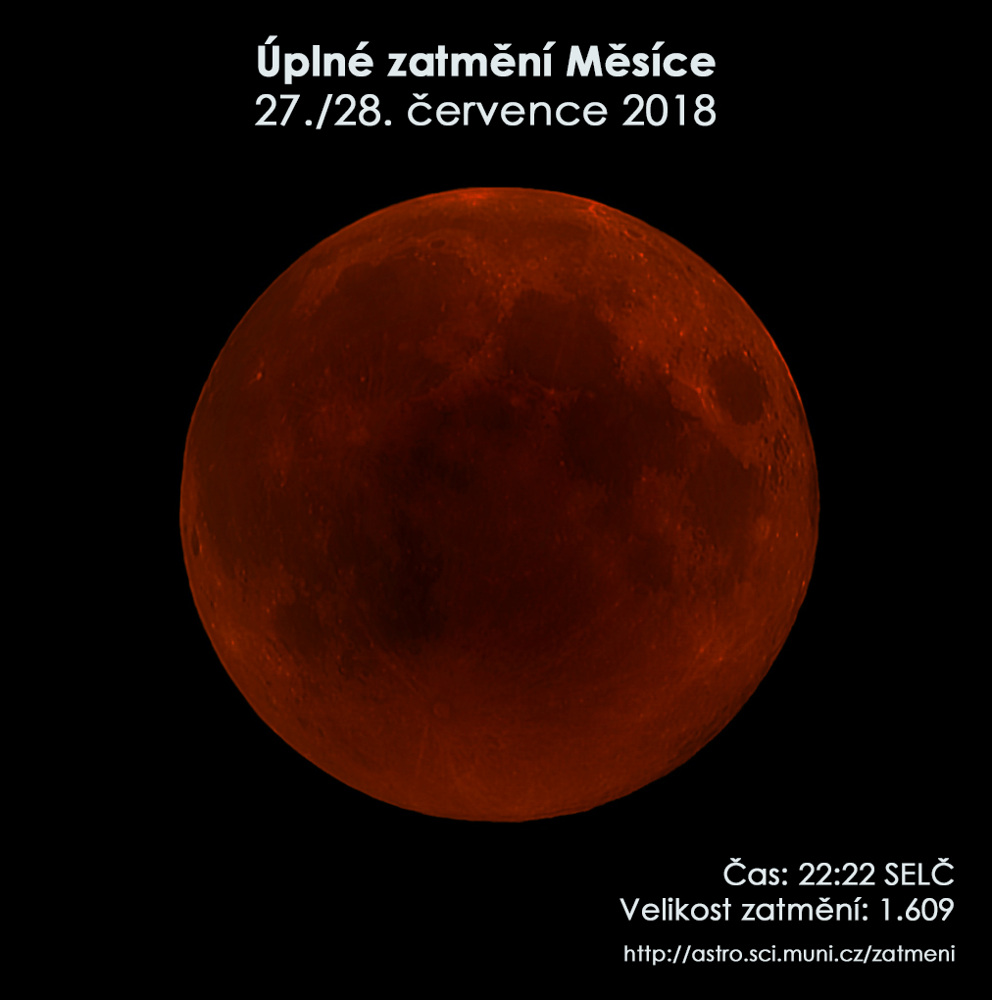 Úplné zatmění Měsíce
27./28. července 2018
Čas: 22:22 SELČ
Velikost zatmění: 1.609
http://astro.sci.muni.cz/zatmeni